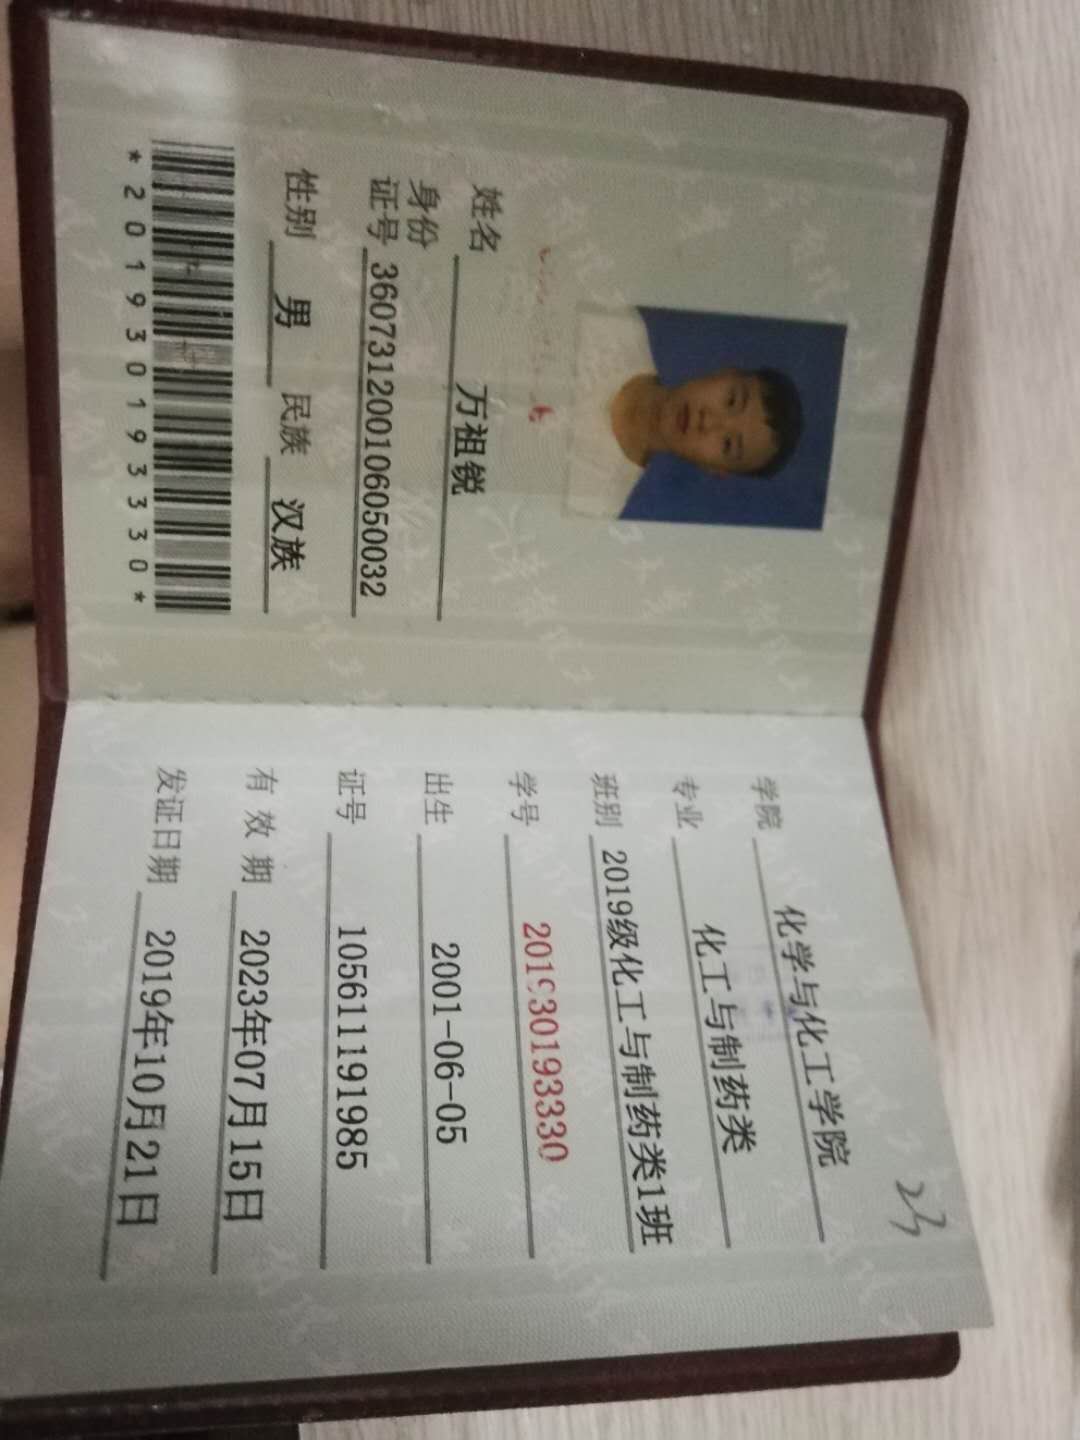 姓名 万祖锐
身份
证号 360731200106050032
性别 男 民族 汉族
*201930193330*
23
学院 化学与化工学院
专业 化工与制药类
班别 2019级化工与制药类1班
学号 201930193330
出生 2001-06-05
证号 105611191985
有效期 2023年07月15日
发证日期 2019年10月21日